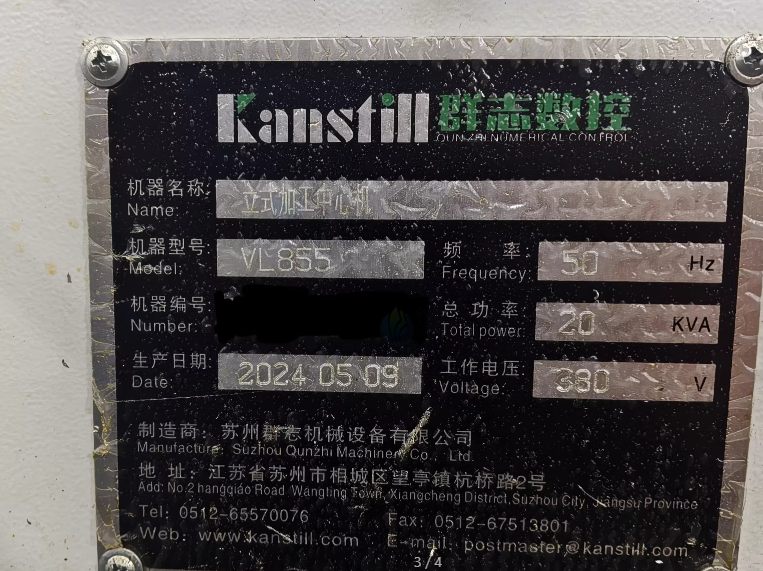 Kanstill 群志数控
QUNZHI NUMERICAL CONTROL
机器名称: 立式加工中心机
Name:
机器型号: VL855 频 率: 50 Hz
Model: Frequency:
机器编号: 总功率: 20 KVA
Number: Total power:
生产日期: 2024 05 09 工作电压: 380 V
Date: Voltage:
制造商: 苏州群志机械设备有限公司
Manufacture: Suzhou Qunzhi Machinery Co., Ltd.
地 址: 江苏省苏州市相城区望亭镇杭桥路2号
Add: No.2 hangqiao Road, Wangting Town, Xiangcheng District, Suzhou City, Jiangsu Province
Tel: 0512-65570076 Fax: 0512-67513801
Web: www.kanstill.com E-mail: postmaster@kanstill.com
3/4